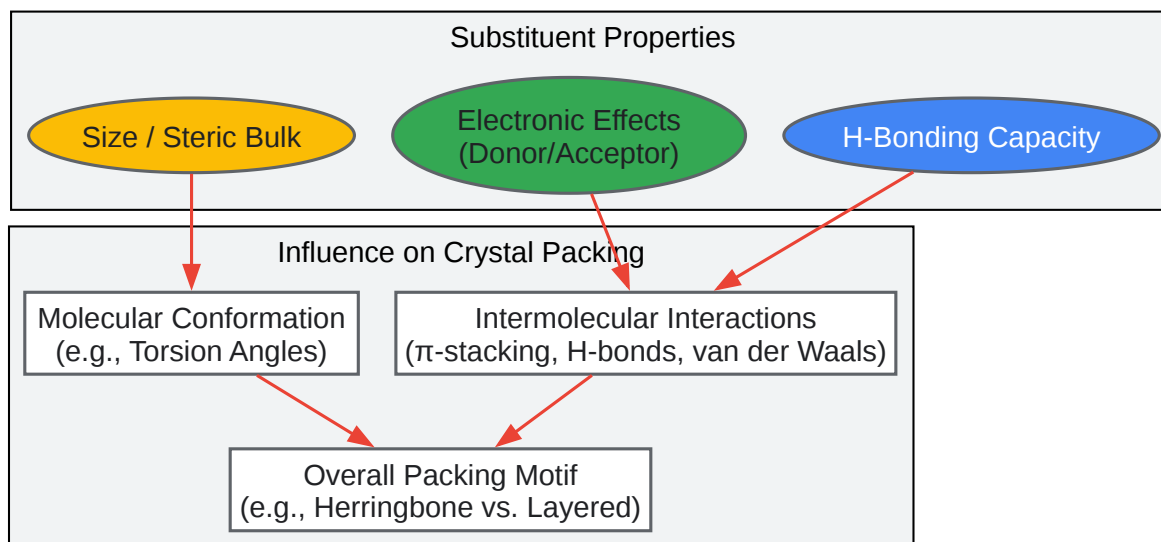 Substituent Properties
Size / Steric Bulk
Electronic Effects
(Donor/Acceptor)
H-Bonding Capacity
Influence on Crystal Packing
Molecular Conformation
(e.g., Torsion Angles)
Intermolecular Interactions
(π-stacking, H-bonds, van der Waals)
Overall Packing Motif
(e.g., Herringbone vs. Layered)